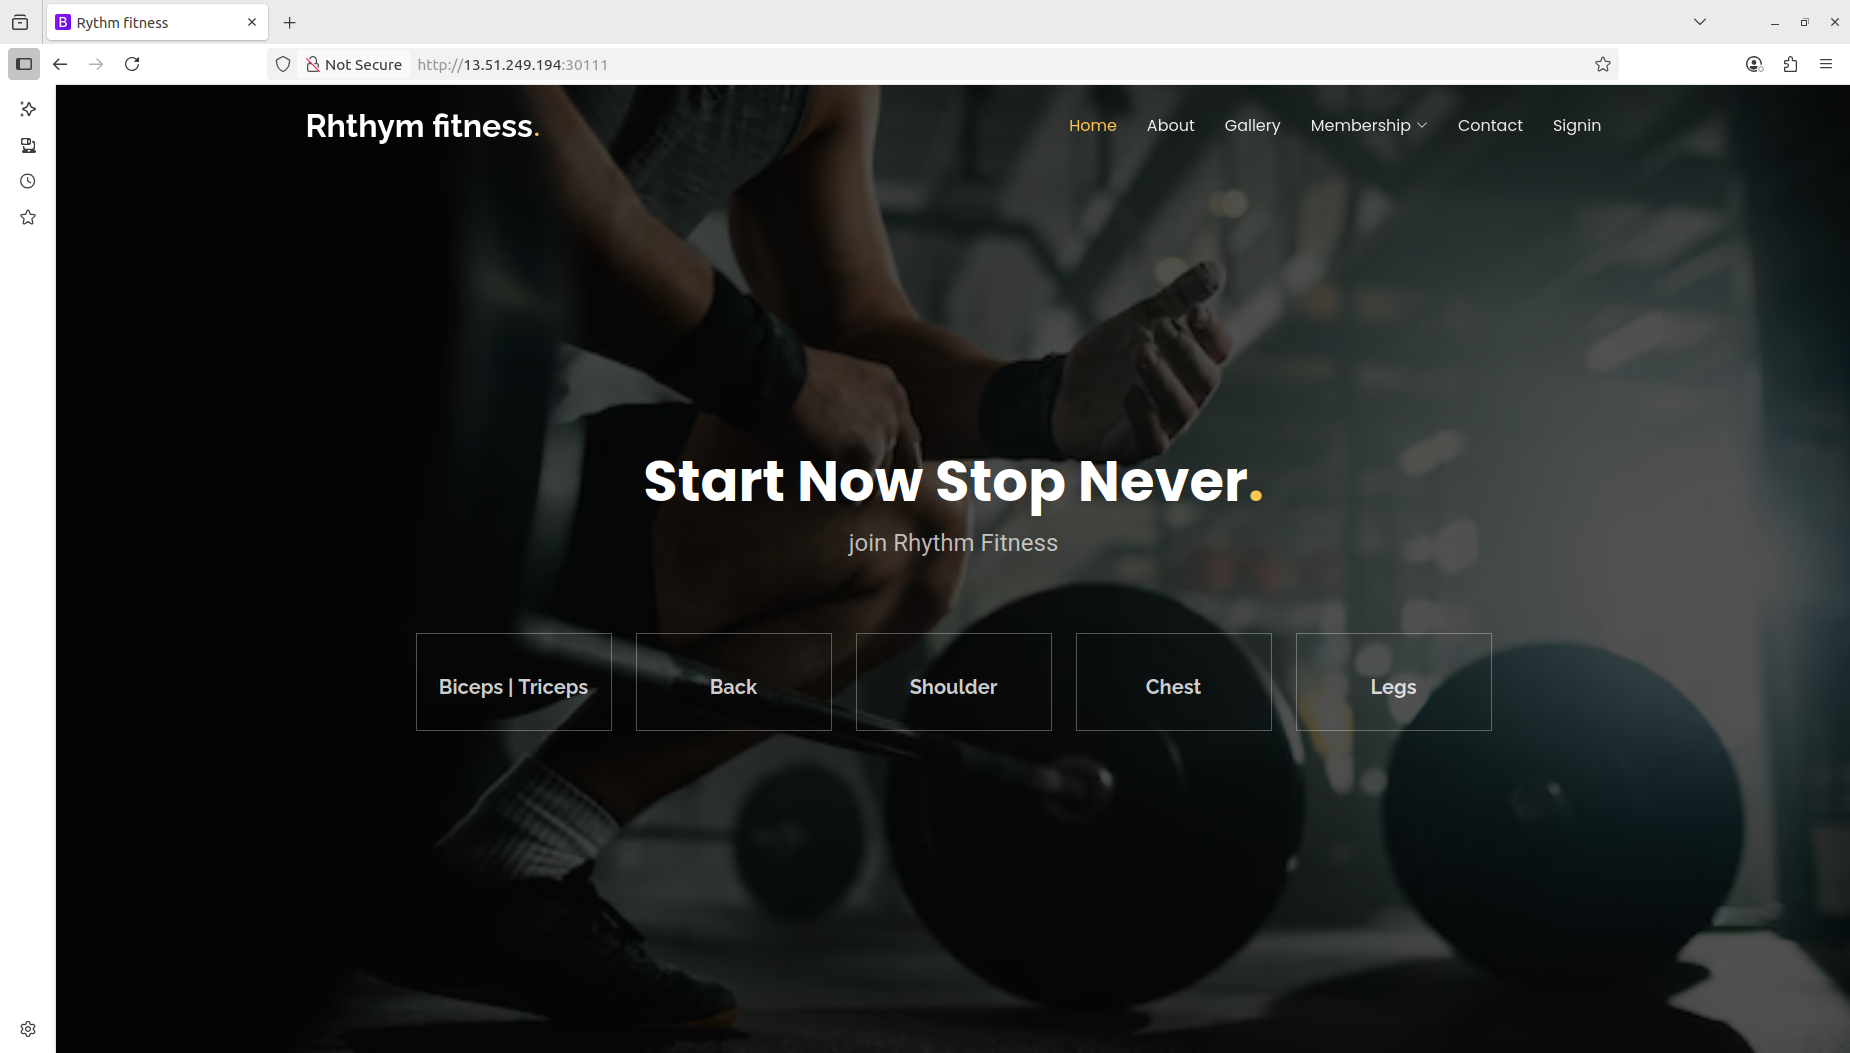 Rythm fitness
Not Secure http://13.51.249.194:30111
Rhthym fitness.
Home About Gallery Membership Contact Signin
Start Now Stop Never.
join Rhythm Fitness
Biceps | Triceps Back Shoulder Chest Legs